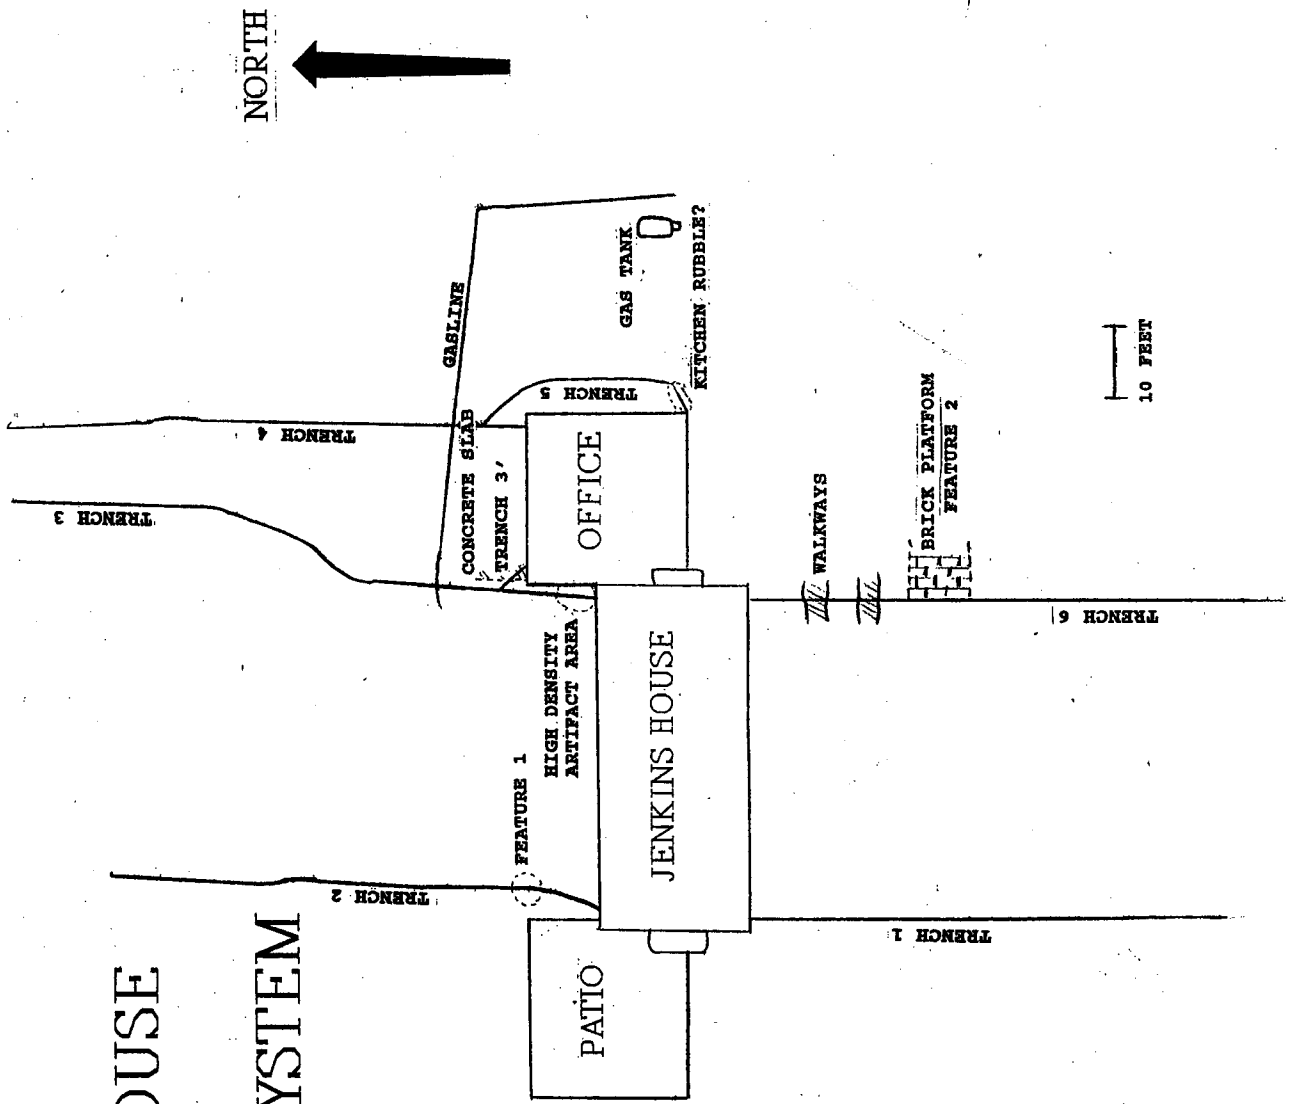 OUSE
YSTEM
NORTH
GASLINE
TRENCH 4
TRENCH 3
CONCRETE SLAB
TRENCH 3'
TRENCH 5
GAS TANK
KITCHEN RUBBLE?
OFFICE
HIGH DENSITY
ARTIFACT AREA
FEATURE 1
TRENCH 2
JENKINS HOUSE
PATIO
WALKWAYS
BRICK PLATFORM
FEATURE 2
TRENCH 6
TRENCH 1
10 FEET